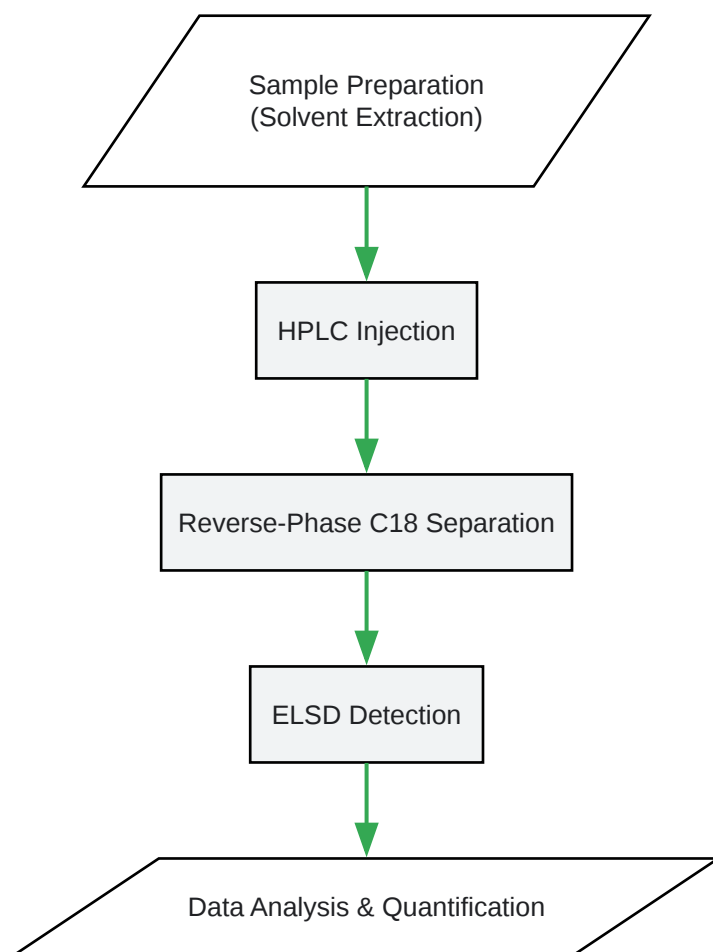 Sample Preparation
(Solvent Extraction)
HPLC Injection
Reverse-Phase C18 Separation
ELSD Detection
Data Analysis & Quantification